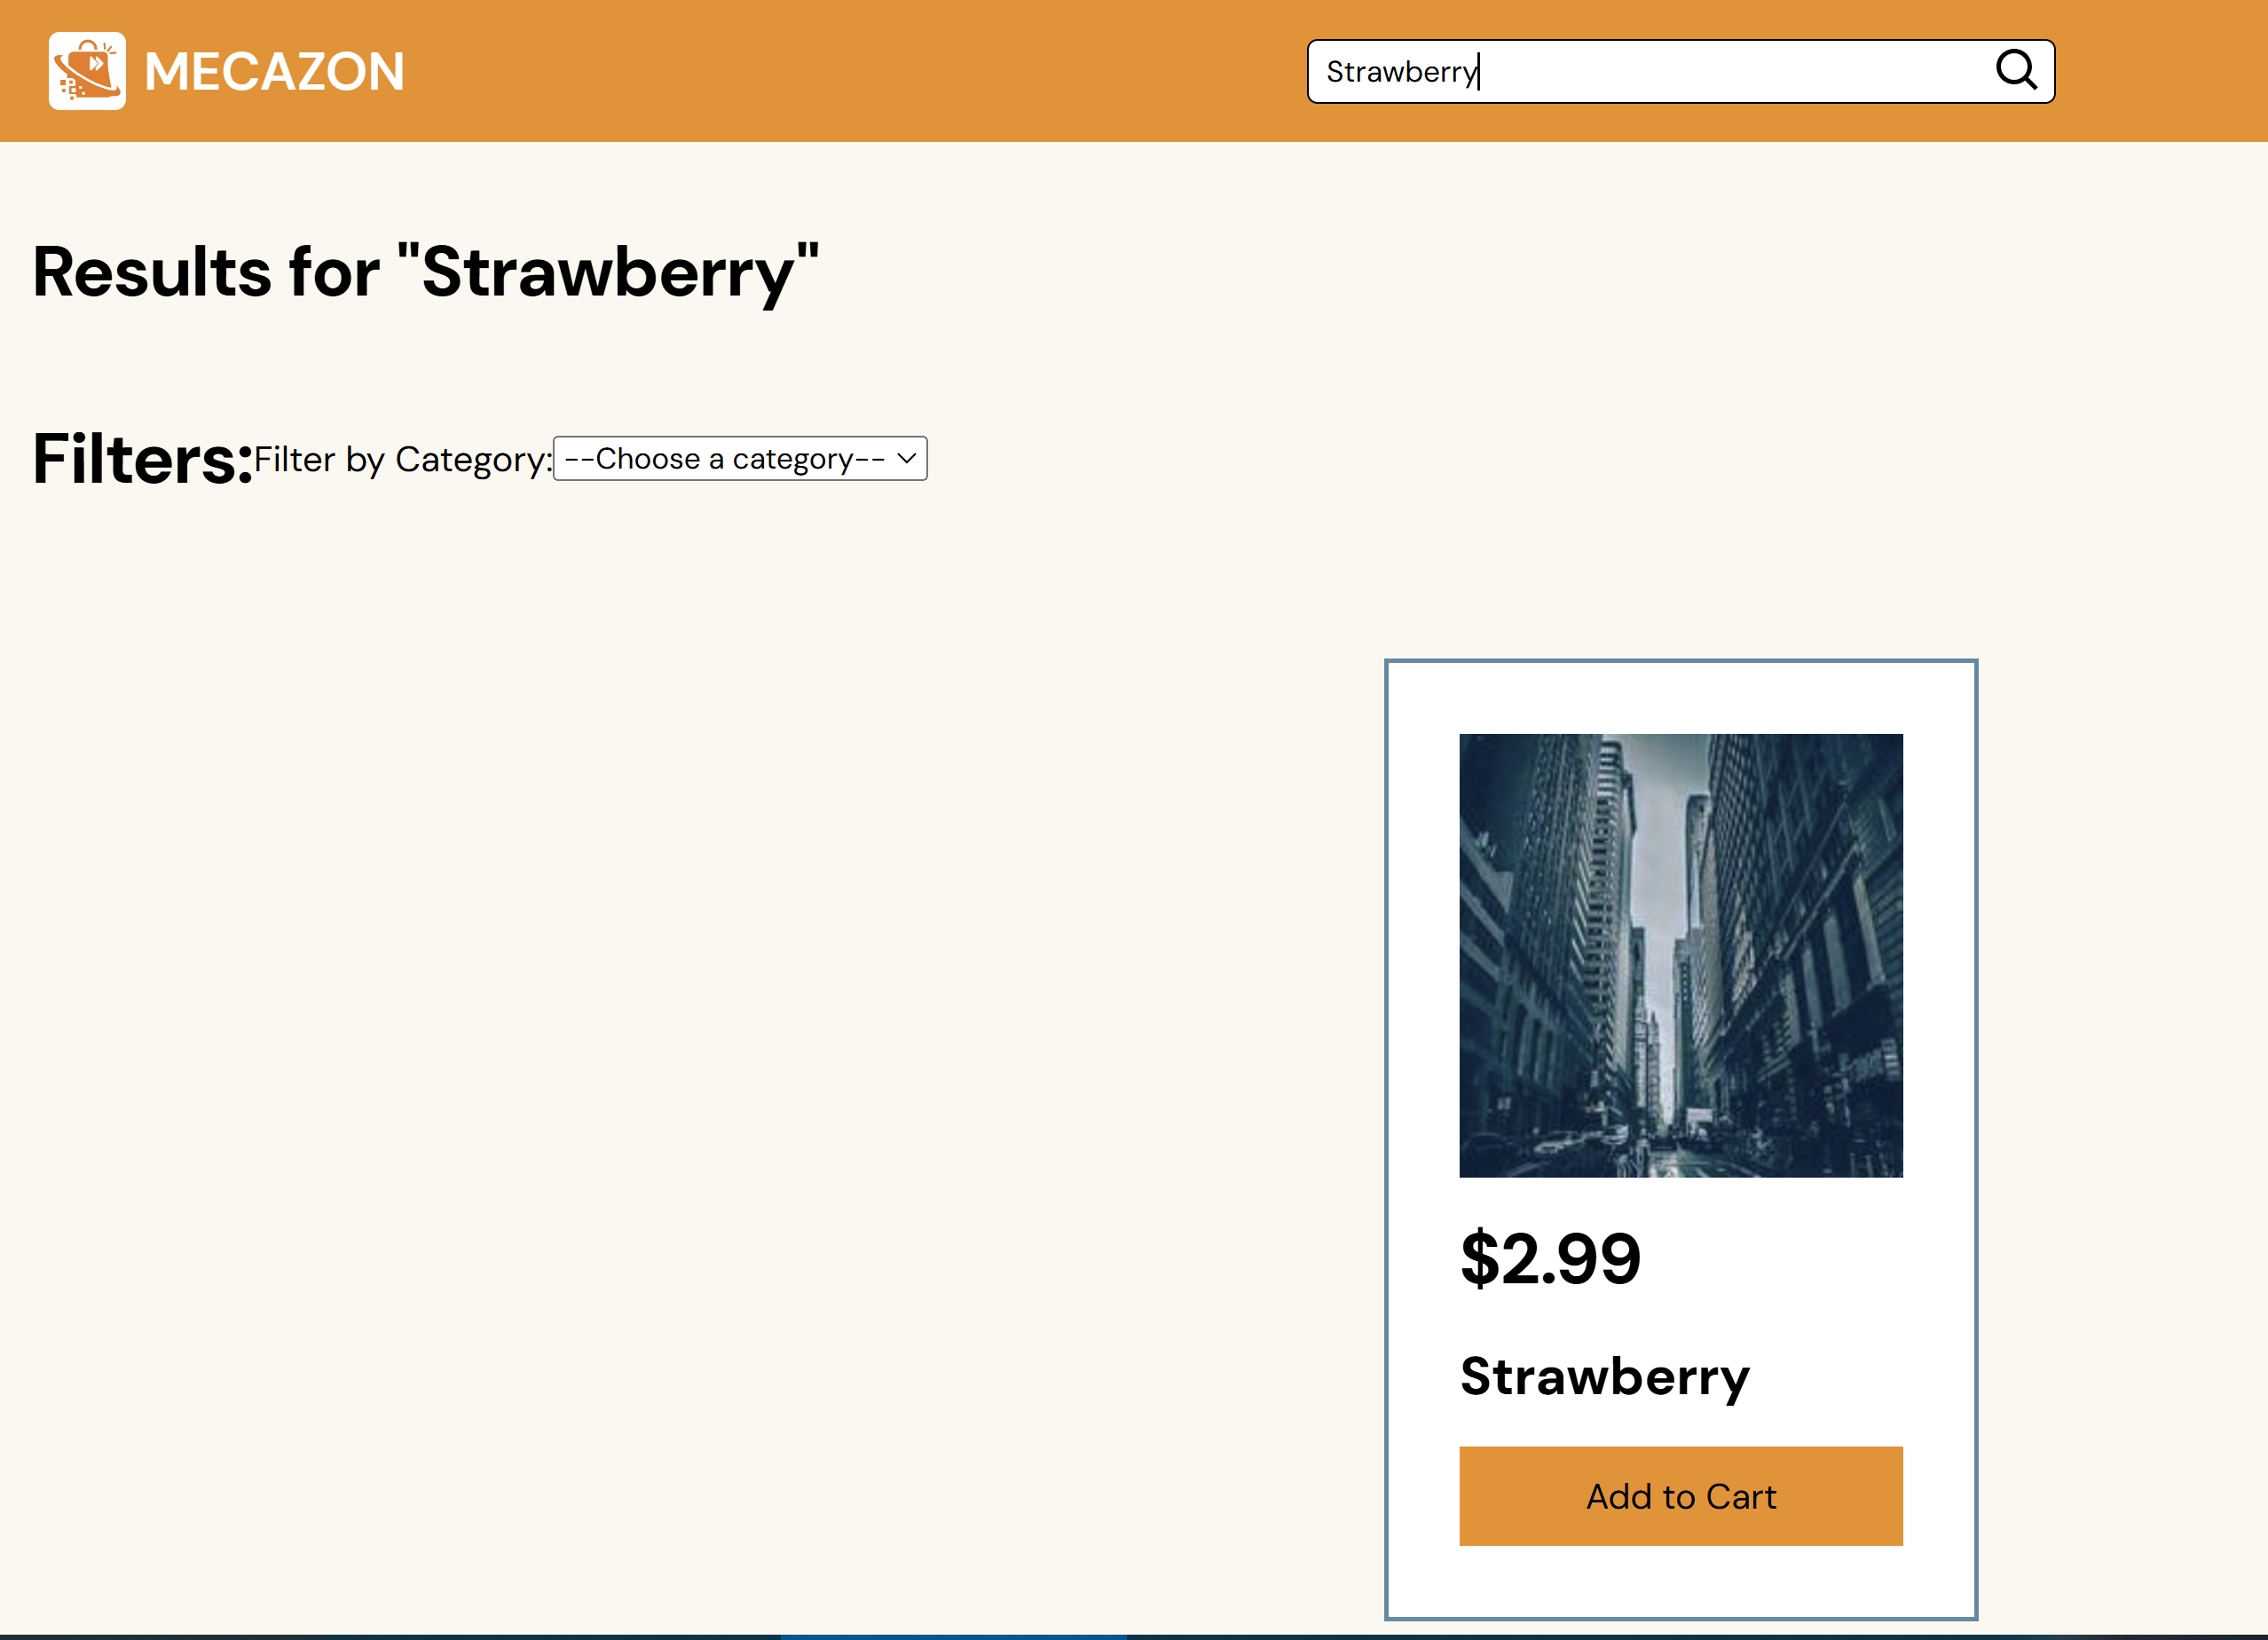 MECAZON
Strawberry
Results for "Strawberry"
Filters:Filter by Category: --Choose a category--
$2.99
Strawberry
Add to Cart